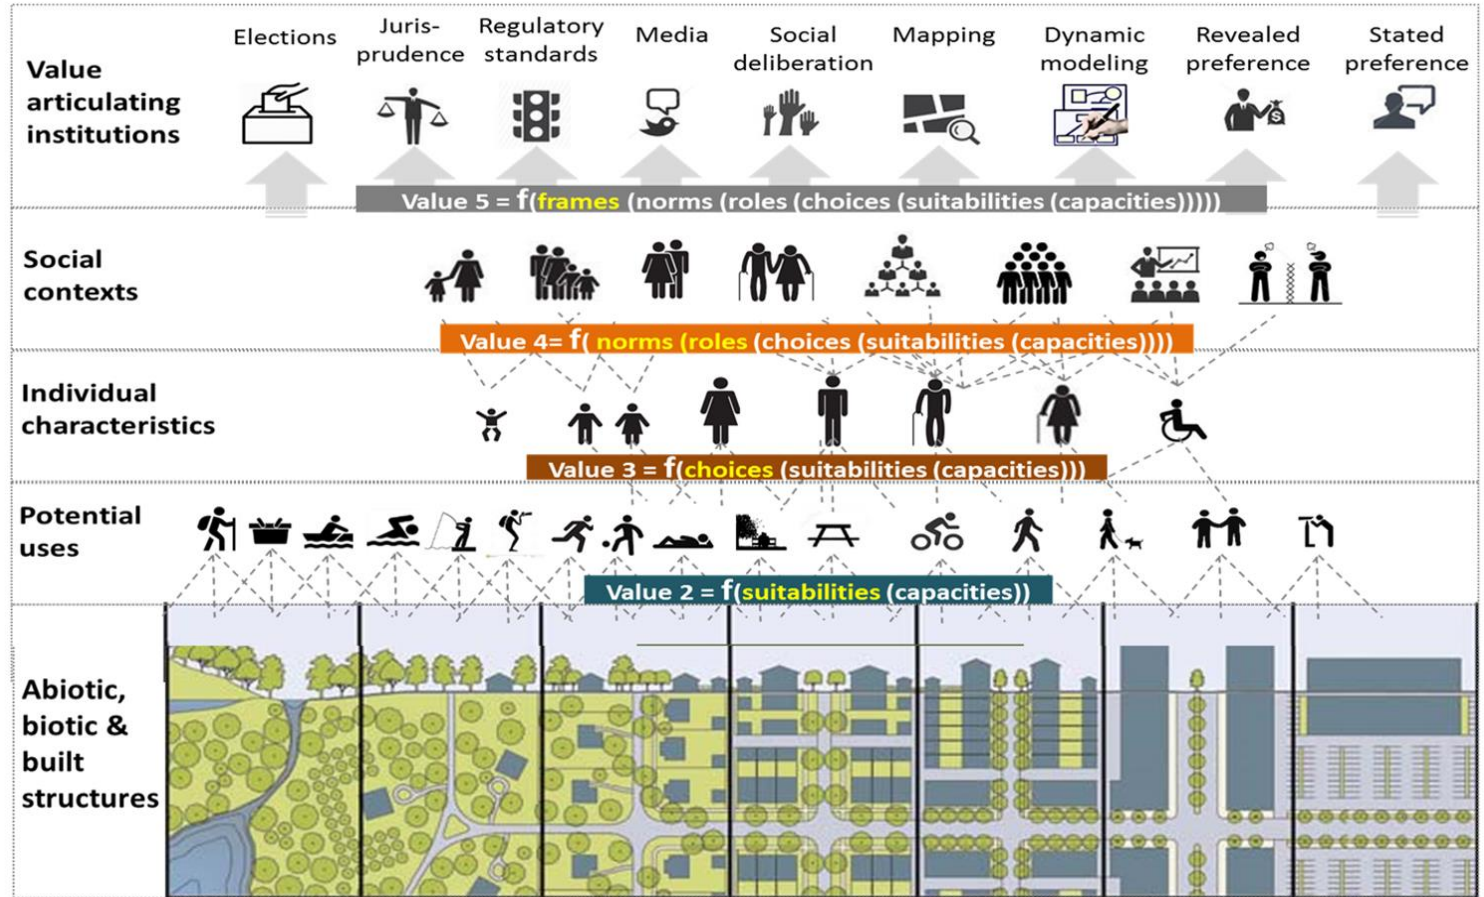 Value
articulating
institutions
Elections
Juris-
prudence
Regulatory
standards
Media
Social
deliberation
Mapping
Dynamic
modeling
Revealed
preference
Stated
preference
Value 5 = f(frames (norms (roles (choices (suitabilities (capacities)))))
Social
contexts
Value 4= f( norms (roles (choices (suitabilities (capacities))))
Individual
characteristics
Value 3 = f(choices (suitabilities (capacities)))
Potential
uses
Value 2 = f(suitabilities (capacities))
Abiotic,
biotic &
built
structures